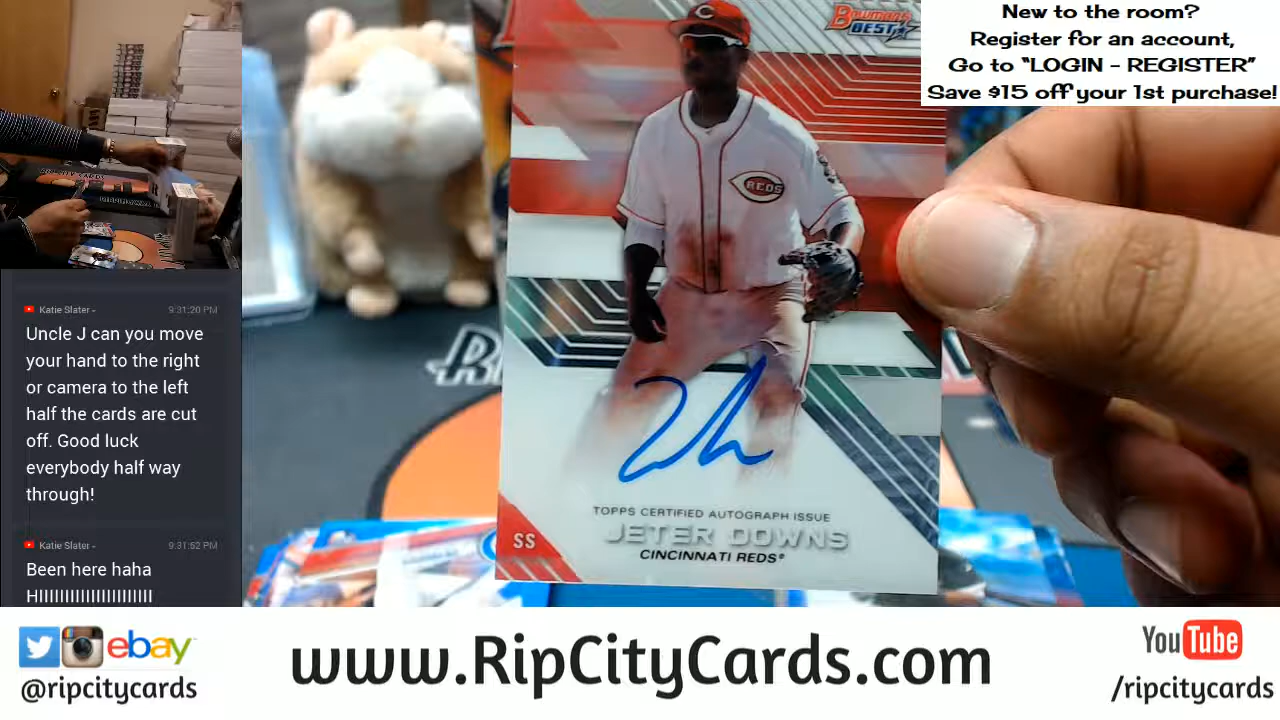 New to the room?
Register for an account,
Go to “LOGIN - REGISTER”
Save $15 off your 1st purchase!
BOWMAN'S
BEST
C
REDS
TOPPS CERTIFIED AUTOGRAPH ISSUE
JETER DOWNS
SS
CINCINNATI REDS®
Katie Slater -
9:31:20 PM
Uncle J can you move
your hand to the right
or camera to the left
half the cards are cut
off. Good luck
everybody half way
through!
Katie Slater -
9:31:52 PM
Been here haha
HIIIIIIIIIIIIIIIIIIIIII
ebay™
@ripcitycards
www.RipCityCards.com
YouTube
/ripcitycards